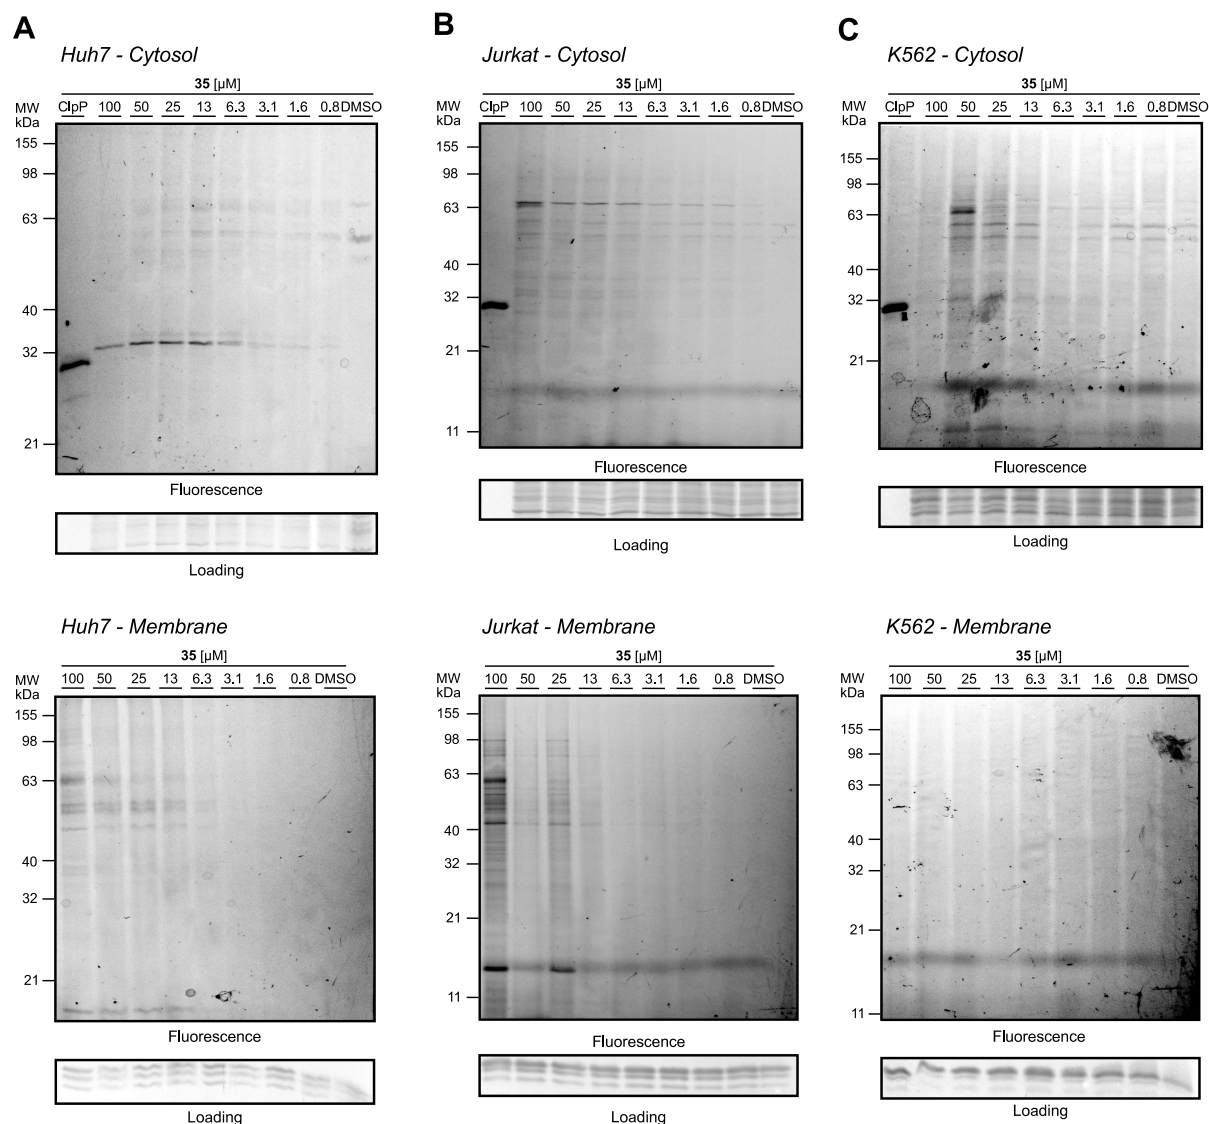 A
Huh7 - Cytosol
35 [µM]
MW
kDa
ClpP 100 50 25 13 6.3 3.1 1.6 0.8 DMSO
155
98
63
40
32
21
Fluorescence
Loading
B
Jurkat - Cytosol
35 [µM]
MW
kDa
ClpP 100 50 25 13 6.3 3.1 1.6 0.8 DMSO
155
98
63
40
32
21
11
Fluorescence
Loading
C
K562 - Cytosol
35 [µM]
MW
kDa
ClpP 100 50 25 13 6.3 3.1 1.6 0.8 DMSO
155
98
63
40
32
21
Fluorescence
Loading
Huh7 - Membrane
35 [µM]
MW
kDa
100 50 25 13 6.3 3.1 1.6 0.8 DMSO
155
98
63
40
32
21
Fluorescence
Loading
Jurkat - Membrane
35 [µM]
MW
kDa
100 50 25 13 6.3 3.1 1.6 0.8 DMSO
155
98
63
40
32
21
11
Fluorescence
Loading
K562 - Membrane
35 [µM]
MW
kDa
100 50 25 13 6.3 3.1 1.6 0.8 DMSO
155
98
63
40
32
21
11
Fluorescence
Loading